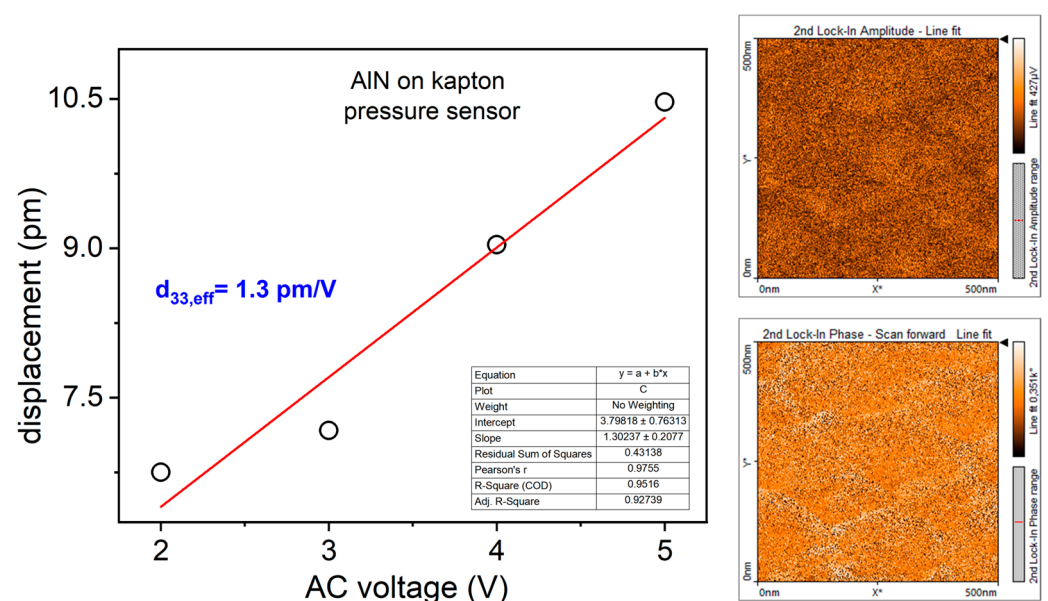 AlN on kapton
pressure sensor
10.5
9.0
7.5
displacement (pm)
d33,eff= 1.3 pm/V
Equation y = a + b*x
Plot C
Weight No Weighting
Intercept 3.79818 ± 0.76313
Slope 1.30237 ± 0.2077
Residual Sum of Squares 0.43138
Pearson's r 0.9755
R-Square (COD) 0.9516
Adj. R-Square 0.92739
2 3 4 5
AC voltage (V)
2nd Lock-In Amplitude - Line fit
500nm
Y*
0nm
0nm X* 500nm
Line fit 427µV
2nd Lock-In Amplitude range
2nd Lock-In Phase - Scan forward Line fit
500nm
Y*
0nm
0nm X* 500nm
Line fit 0,351k°
2nd Lock-In Phase range